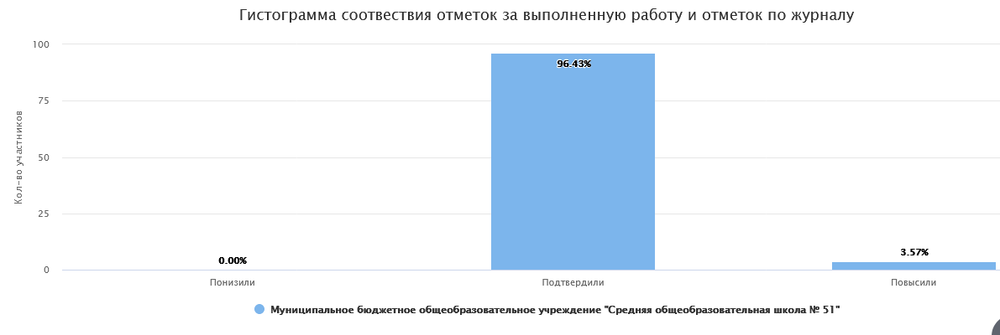 Гистограмма соотвествия отметок за выполненную работу и отметок по журналу
Кол-во участников
100
75
50
25
0
0.00%
96.43%
3.57%
Понизили
Подтвердили
Повысили
Муниципальное бюджетное общеобразовательное учреждение "Средняя общеобразовательная школа № 51"